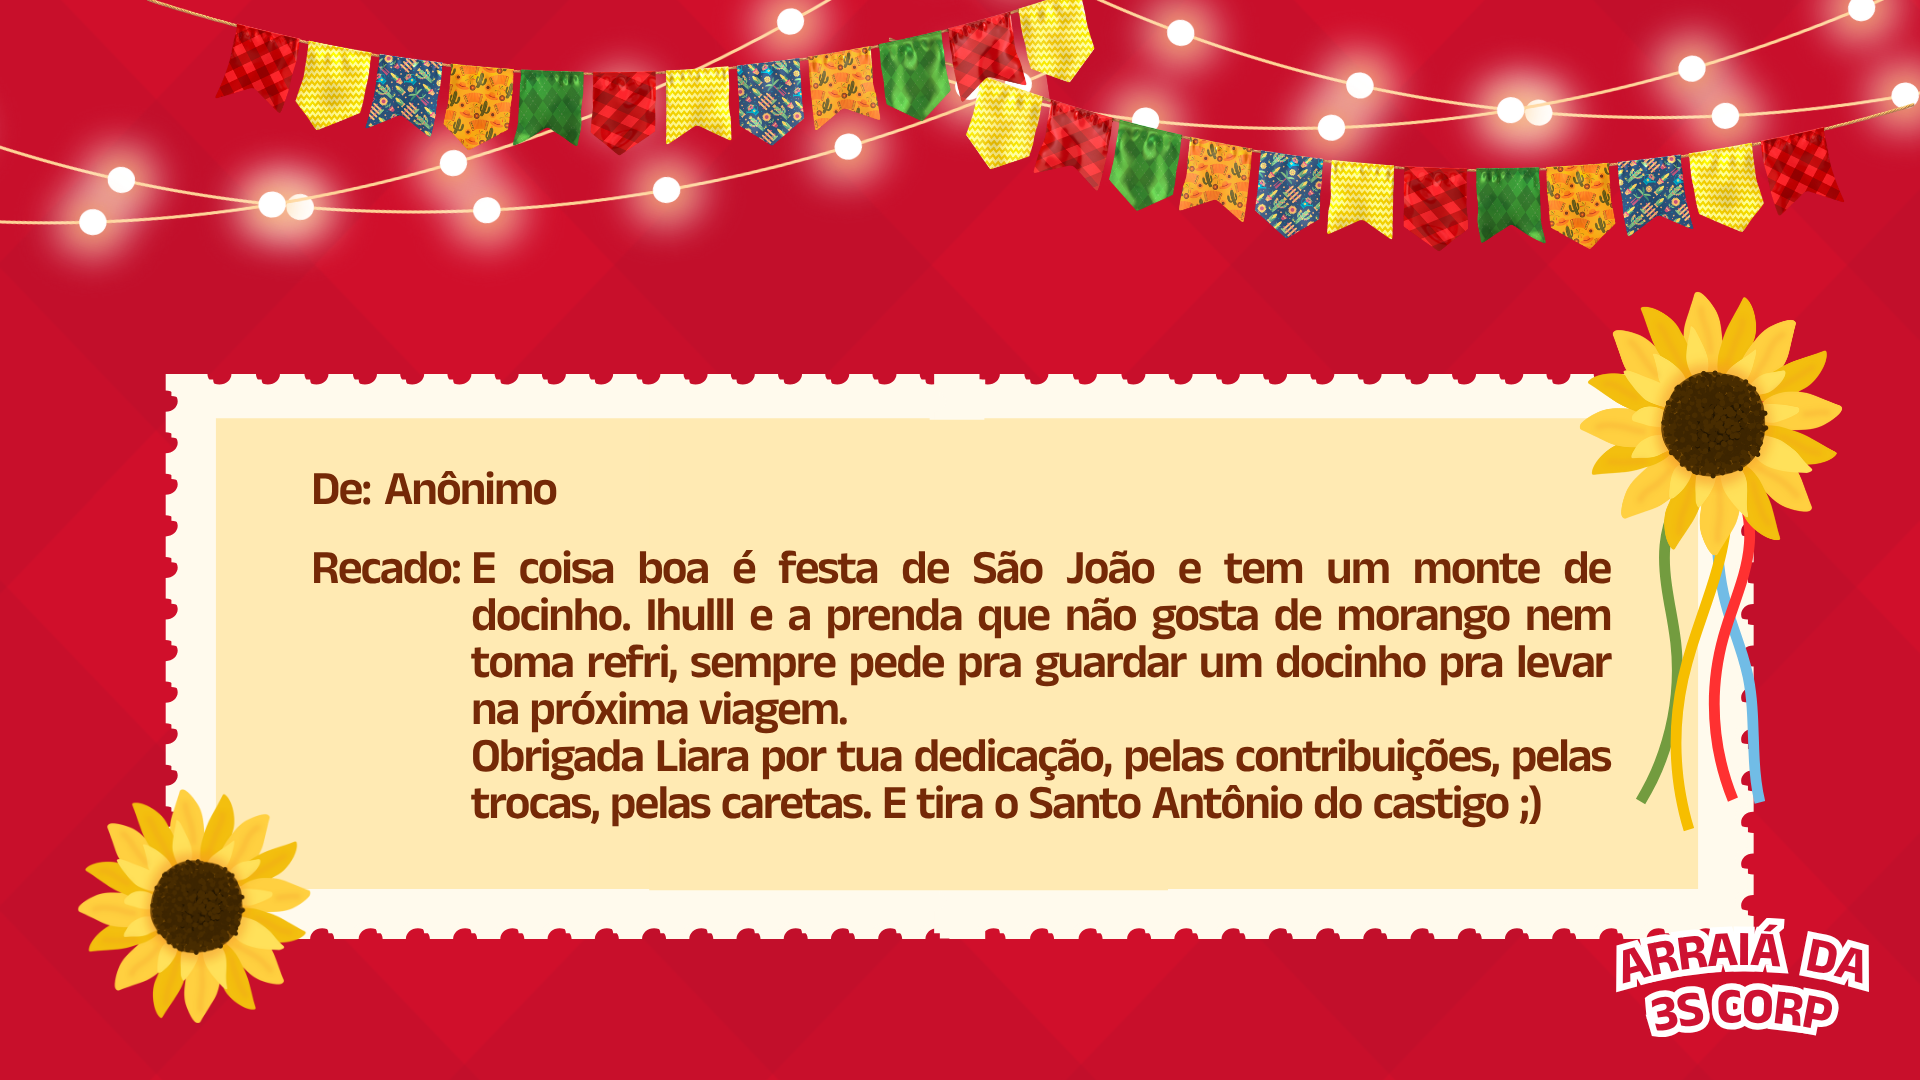 De: Anônimo
Recado: E coisa boa é festa de São João e tem um monte de
docinho. Ihulll e a prenda que não gosta de morango nem
toma refri, sempre pede pra guardar um docinho pra levar
na próxima viagem.
Obrigada Liara por tua dedicação, pelas contribuições, pelas
trocas, pelas caretas. E tira o Santo Antônio do castigo ;)
ARRAIÁ DA
3S CORP